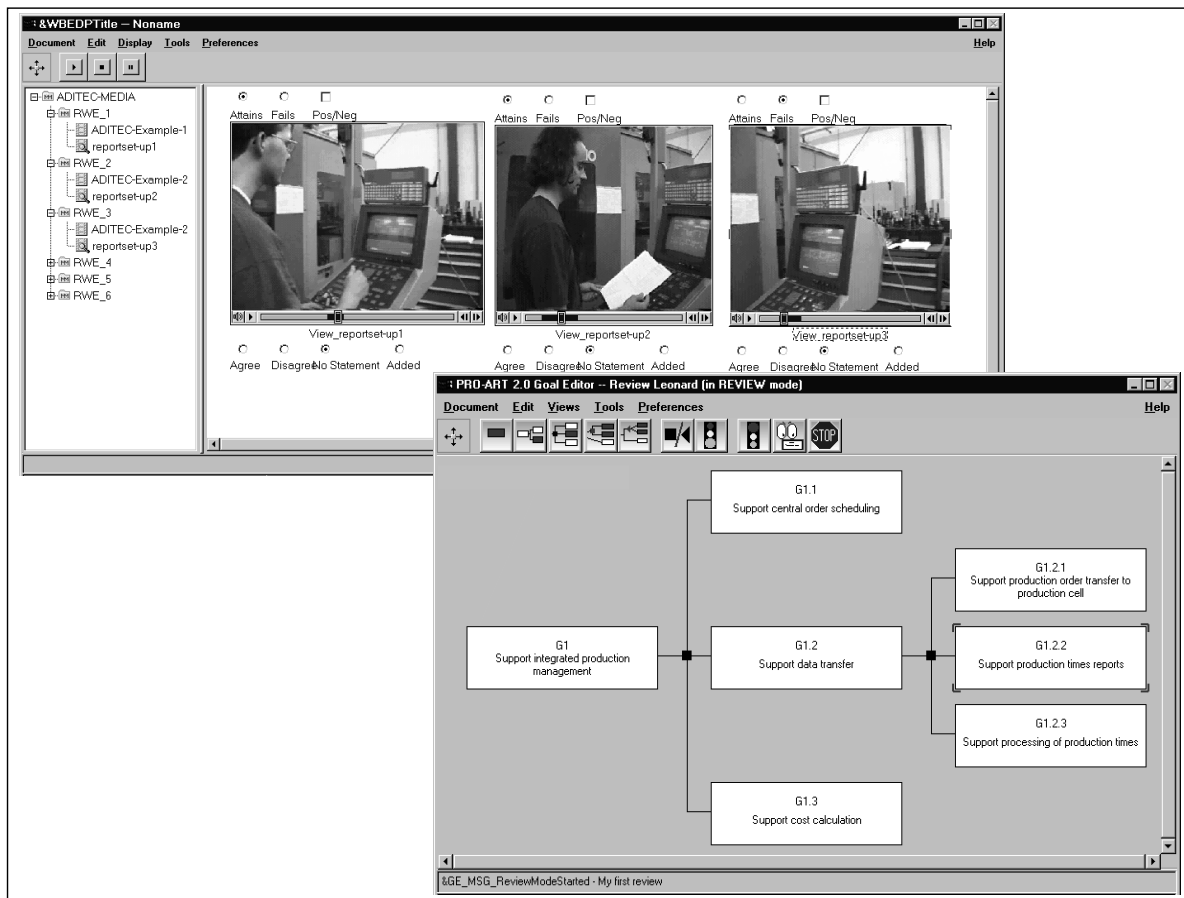 &WBEDPTitle -- Noname
Document Edit Display Tools Preferences Help
ADITEC-MEDIA
RWE_1
ADITEC-Example-1
reportset-up1
RWE_2
ADITEC-Example-2
reportset-up2
RWE_3
ADITEC-Example-2
reportset-up3
RWE_4
RWE_5
RWE_6
Attains Fails Pos/Neg
Attains Fails Pos/Neg
Attains Fails Pos/Neg
View_reportset-up1
View_reportset-up2
View_reportset-up3
Agree Disagree No Statement Added
Agree Disagree No Statement Added
Agree Disagree No Statement Added
PRO-ART 2.0 Goal Editor -- Review Leonard (in REVIEW mode)
Document Edit Views Tools Preferences Help
STOP
G1.1
Support central order scheduling
G1.2.1
Support production order transfer to
production cell
G1
Support integrated production
management
G1.2
Support data transfer
G1.2.2
Support production times reports
G1.2.3
Support processing of production times
G1.3
Support cost calculation
&GE_MSG_ReviewModeStarted - My first review